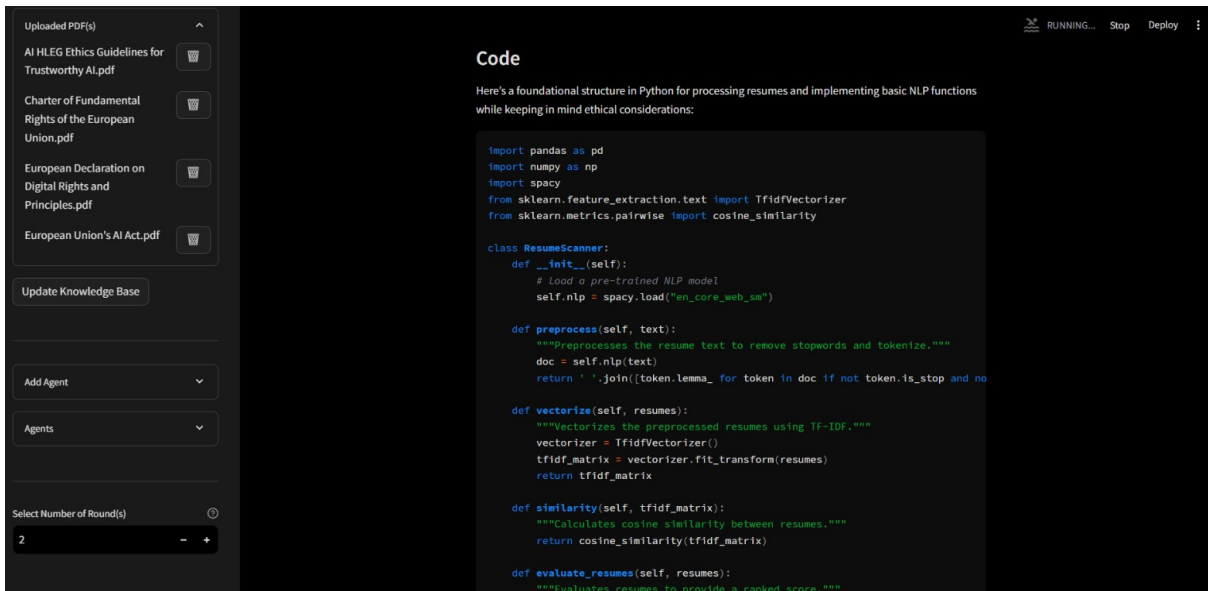 Uploaded PDF(s)
AI HLEG Ethics Guidelines for
Trustworthy AI.pdf
Charter of Fundamental
Rights of the European
Union.pdf
European Declaration on
Digital Rights and
Principles.pdf
European Union's AI Act.pdf
Update Knowledge Base
Add Agent
Agents
Select Number of Round(s)
2
- +
RUNNING... Stop Deploy
Code
Here's a foundational structure in Python for processing resumes and implementing basic NLP functions
while keeping in mind ethical considerations:
import pandas as pd
import numpy as np
import spacy
from sklearn.feature_extraction.text import TfidfVectorizer
from sklearn.metrics.pairwise import cosine_similarity
class ResumeScanner:
    def __init__(self):
        # Load a pre-trained NLP model
        self.nlp = spacy.load("en_core_web_sm")
    def preprocess(self, text):
        """Preprocesses the resume text to remove stopwords and tokenize."""
        doc = self.nlp(text)
        return ' '.join([token.lemma_ for token in doc if not token.is_stop and no
    def vectorize(self, resumes):
        """Vectorizes the preprocessed resumes using TF-IDF."""
        vectorizer = TfidfVectorizer()
        tfidf_matrix = vectorizer.fit_transform(resumes)
        return tfidf_matrix
    def similarity(self, tfidf_matrix):
        """Calculates cosine similarity between resumes."""
        return cosine_similarity(tfidf_matrix)
    def evaluate_resumes(self, resumes):
        """Evaluates resumes to provide a ranked score."""